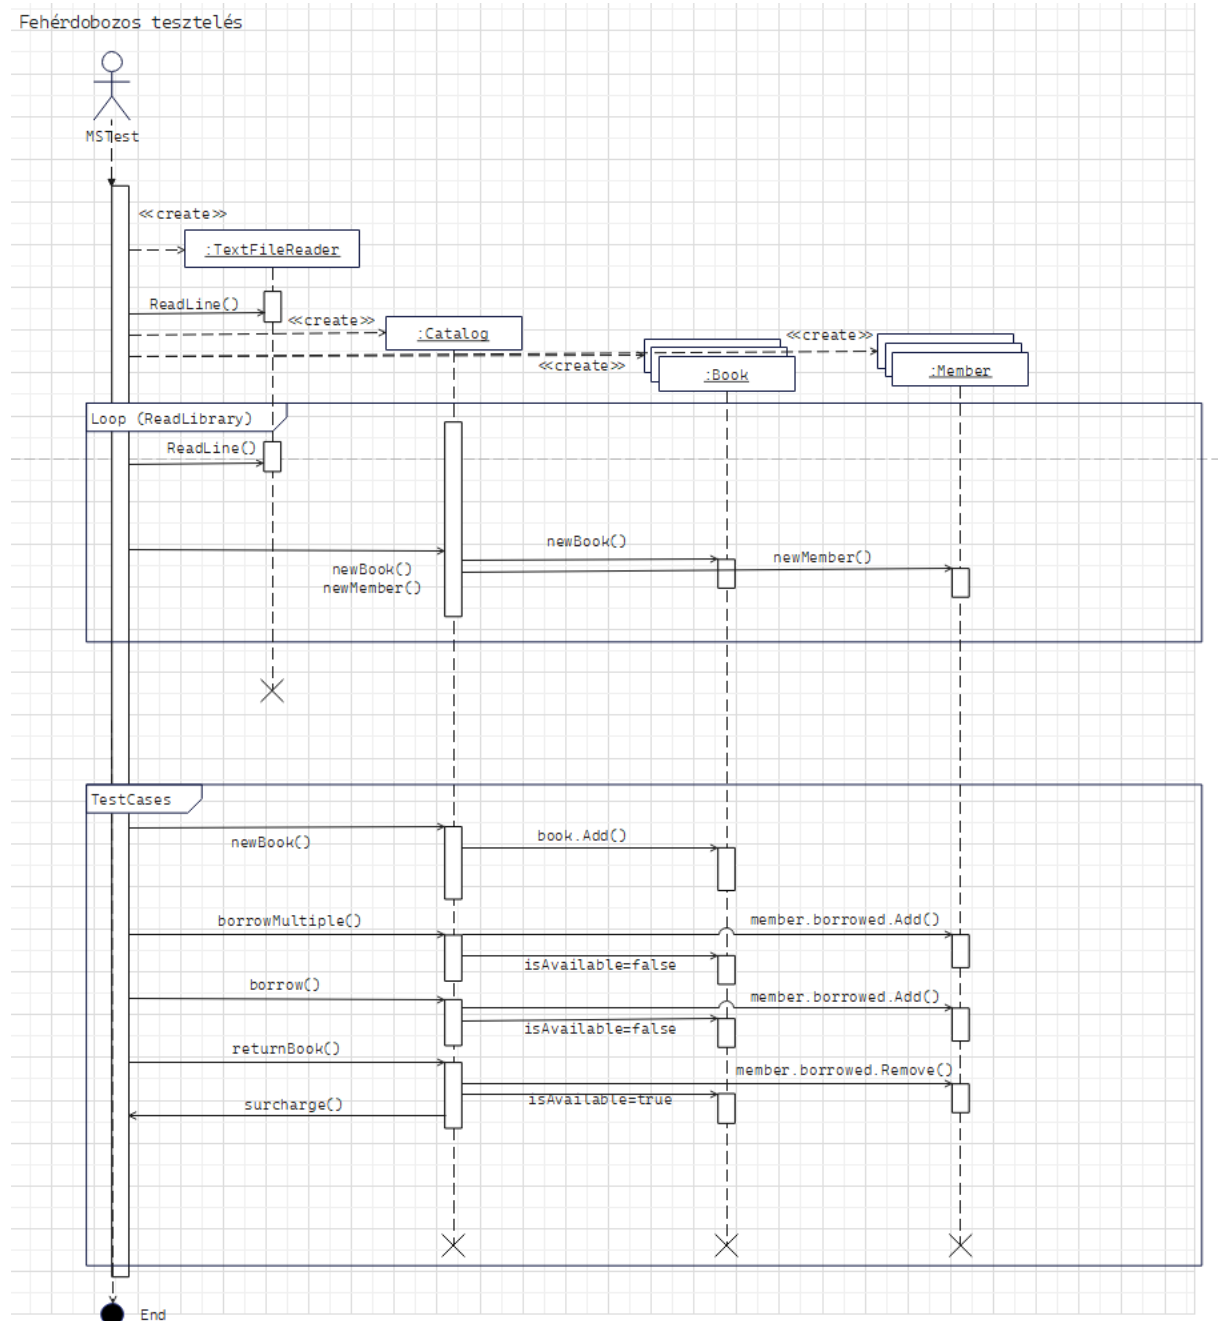 Fehérdobozos tesztelés
MSTest
≪create≫
:TextFileReader
ReadLine()
≪create≫
:Catalog
≪create≫
≪create≫
:Book
:Member
Loop (ReadLibrary)
ReadLine()
newBook()
newMember()
newBook()
newMember()
TestCases
newBook()
book.Add()
borrowMultiple()
member.borrowed.Add()
isAvailable=false
borrow()
member.borrowed.Add()
isAvailable=false
returnBook()
member.borrowed.Remove()
isAvailable=true
surcharge()
End